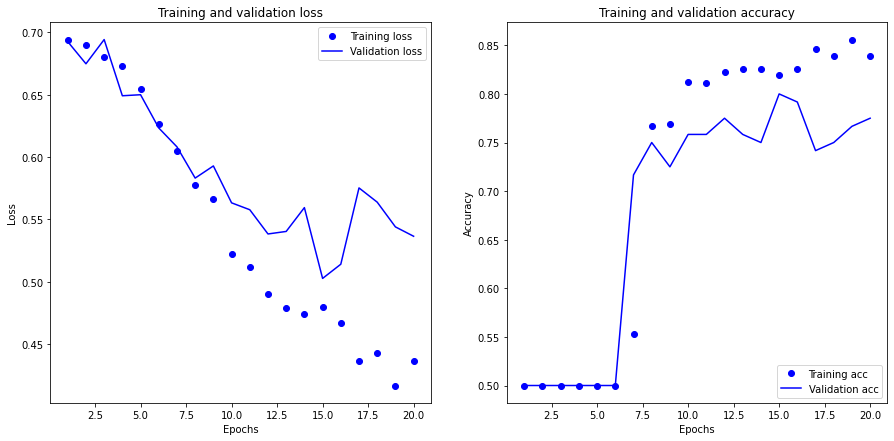 Training and validation loss
Training loss
Validation loss
0.70
0.65
0.60
0.55
0.50
0.45
Loss
2.5 5.0 7.5 10.0 12.5 15.0 17.5 20.0
Epochs
Training and validation accuracy
0.85
0.80
0.75
0.70
0.65
0.60
0.55
0.50
Accuracy
Training acc
Validation acc
2.5 5.0 7.5 10.0 12.5 15.0 17.5 20.0
Epochs